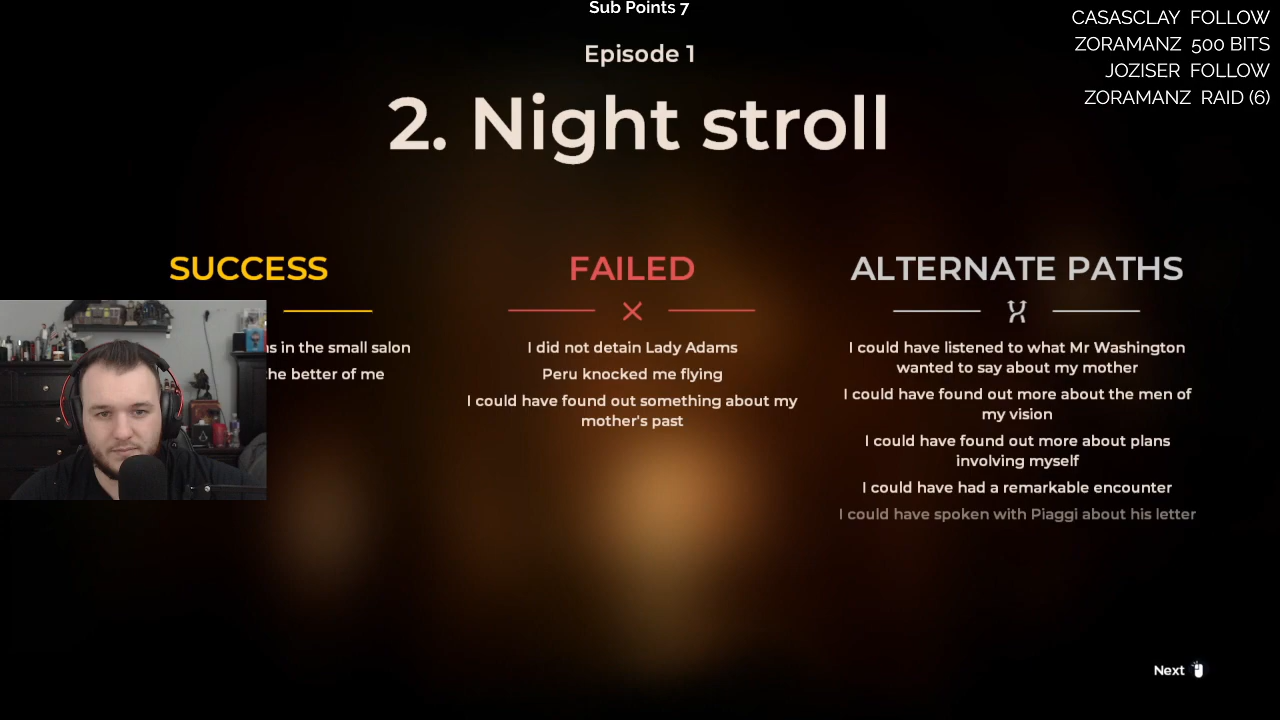 Sub Points 7
CASASCLAY FOLLOW
ZORAMANZ 500 BITS
JOZISER FOLLOW
ZORAMANZ RAID (6)
Episode 1
2. Night stroll
SUCCESS
in the small salon
the better of me
FAILED
I did not detain Lady Adams
Peru knocked me flying
I could have found out something about my
mother's past
ALTERNATE PATHS
I could have listened to what Mr Washington
wanted to say about my mother
I could have found out more about the men of
my vision
I could have found out more about plans
involving myself
I could have had a remarkable encounter
I could have spoken with Piaggi about his letter
Next